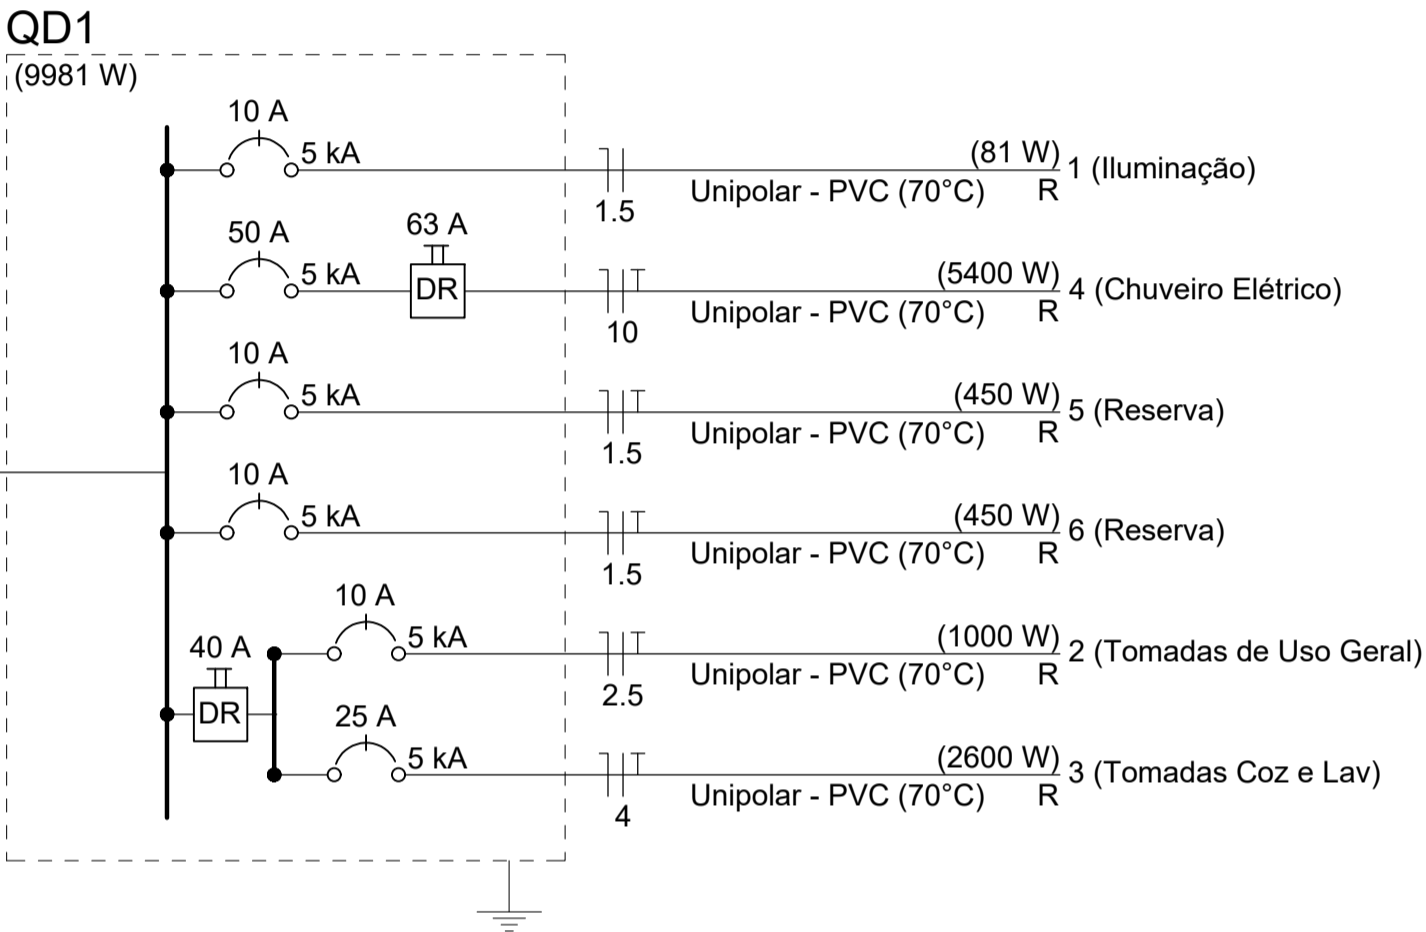 QD1
(9981 W)
10 A
5 kA
(81 W)
1 (Iluminação)
Unipolar - PVC (70°C)
R
1.5
50 A
5 kA
63 A
DR
(5400 W)
4 (Chuveiro Elétrico)
Unipolar - PVC (70°C)
R
10
10 A
5 kA
(450 W)
5 (Reserva)
Unipolar - PVC (70°C)
R
1.5
10 A
5 kA
(450 W)
6 (Reserva)
Unipolar - PVC (70°C)
R
1.5
40 A
DR
10 A
5 kA
(1000 W)
2 (Tomadas de Uso Geral)
Unipolar - PVC (70°C)
R
2.5
25 A
5 kA
(2600 W)
3 (Tomadas Coz e Lav)
Unipolar - PVC (70°C)
R
4